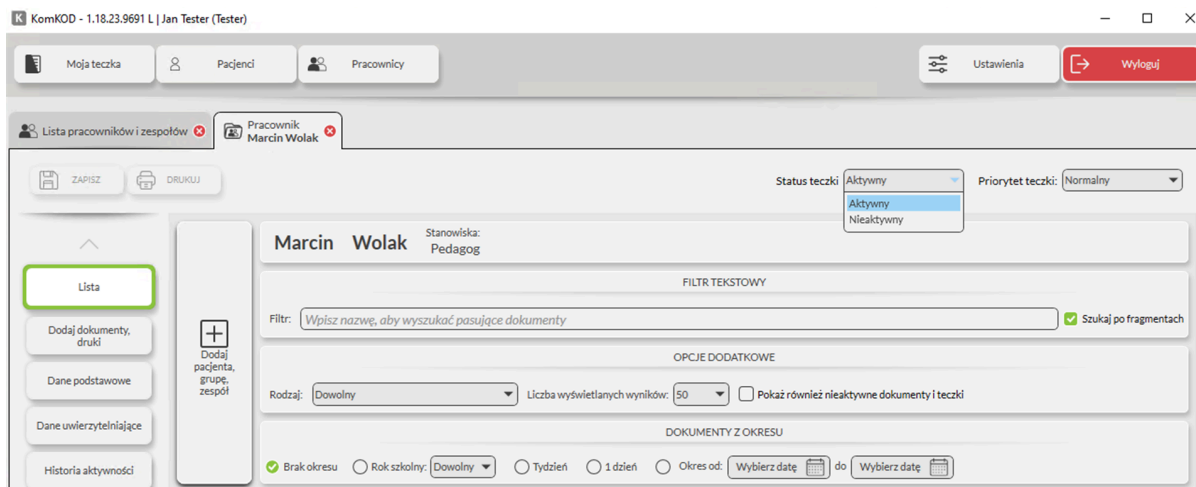 K KomKOD - 1.18.23.9691 L | Jan Tester (Tester)
Moja teczka
Pacjenci
Pracownicy
Ustawienia
Wyloguj
Lista pracowników i zespołów
Pracownik
Marcin Wolak
ZAPISZ
DRUKUJ
Status teczki Aktywny
Priorytet teczki: Normalny
Aktywny
Nieaktywny
Lista
Dodaj dokumenty,
druki
Dane podstawowe
Dane uwierzytelniające
Historia aktywności
Dodaj
pacjenta,
grupę,
zespół
Marcin Wolak
Stanowiska:
Pedagog
FILTR TEKSTOWY
Filtr: Wpisz nazwę, aby wyszukać pasujące dokumenty
Szukaj po fragmentach
OPCJE DODATKOWE
Rodzaj: Dowolny
Liczba wyświetlanych wyników: 50
Pokaż również nieaktywne dokumenty i teczki
DOKUMENTY Z OKRESU
Brak okresu
Rok szkolny: Dowolny
Tydzień
1 dzień
Okres od: Wybierz datę do Wybierz datę